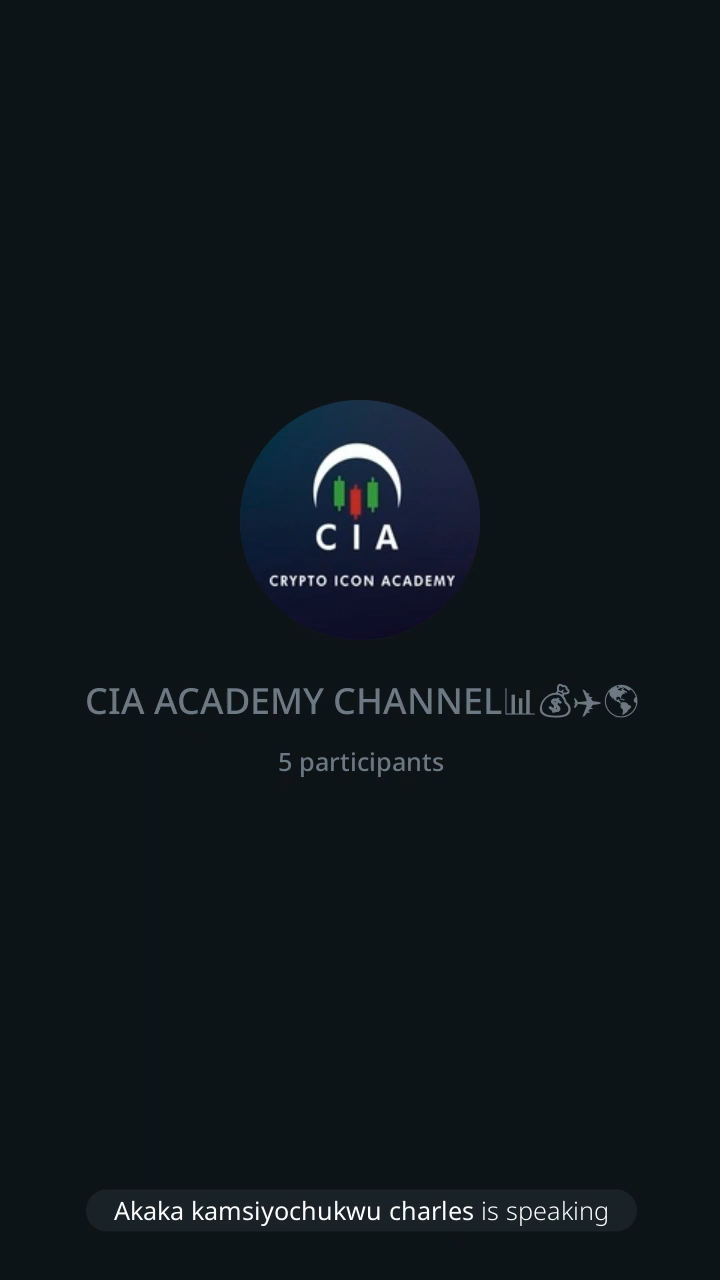 CIA
CRYPTO ICON ACADEMY
CIA ACADEMY CHANNEL📊💰✈🌎
5 participants
Akaka kamsiyochukwu charles is speaking